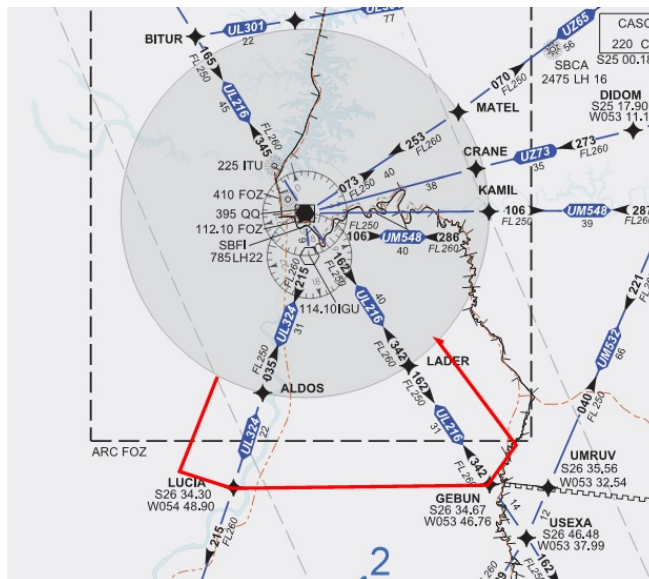 BITUR
UL301
22
77
165
FL250
UL216
45
345
FL260
070
FL250
UZ65
56
SBCA
2475 LH 16
CASC
220 C
S25 00.18
DIDOM
S25 17.90
W053 11.1
MATEL
253
FL260
40
073
FL250
CRANE
38
UZ73
35
273
FL260
KAMIL
225 ITU
410 FOZ
395 QQ
112.10 FOZ
SBFI
785LH22
106
FL250
UM548
39
287
FL260
106
FL250
UM548
40
286
FL260
114.10IGU
215
FL260
UL324
31
035
FL250
162
FL250
40
UL216
342
FL260
LADER
ALDOS
162
FL250
UL216
31
342
FL260
221
FL260
UM532
66
040
FL250
UL324
22
ARC FOZ
LUCIA
S26 34.30
W054 48.90
215
FL260
GEBUN
S26 34.67
W053 46.76
UMRUV
S26 35,56
W053 32.54
14
12
USEXA
S26 46.48
W053 37.99
FL260
162
2